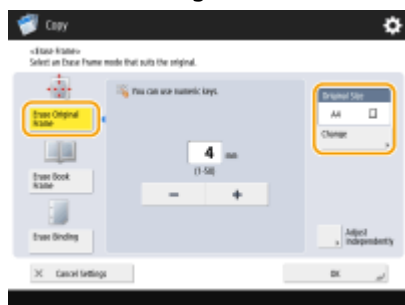 Copy
<Erase Frame>
Select an Erase Frame mode that suits the original.
You can use numeric keys.
Original Size
A4
Change
Erase Original
Frame
4 mm
(1-50)
Erase Book
Frame
− +
Erase Binding
Adjust
Independently
Cancel Settings
OK